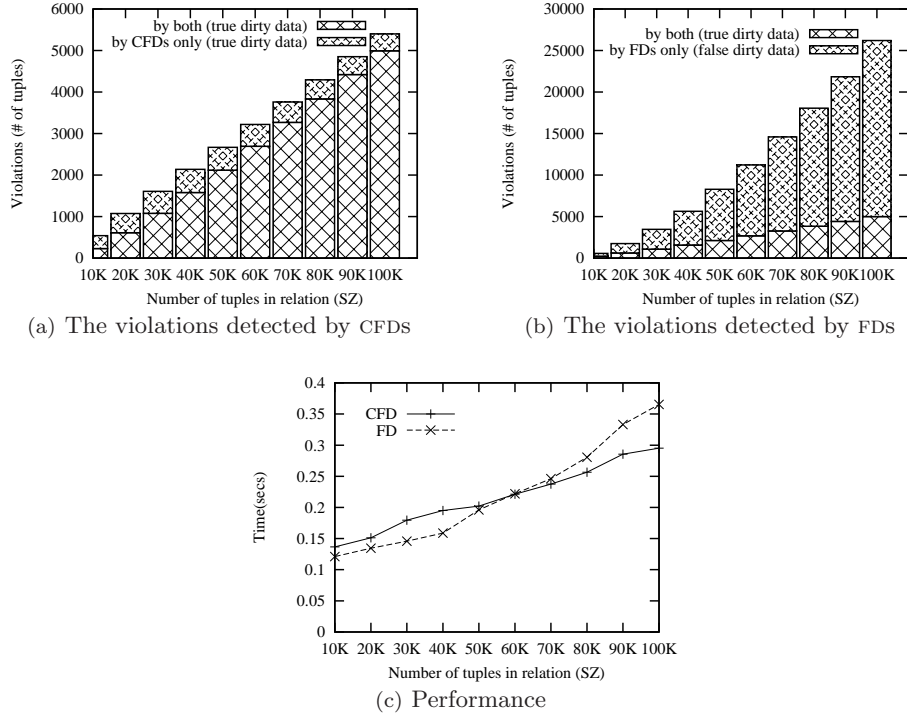 by both (true dirty data)
by CFDs only (true dirty data)
6000
5000
4000
3000
2000
1000
0
Violations (# of tuples)
10K 20K 30K 40K 50K 60K 70K 80K 90K 100K
Number of tuples in relation (SZ)
(a) The violations detected by CFDs
by both (true dirty data)
by FDs only (false dirty data)
30000
25000
20000
15000
10000
5000
0
Violations (# of tuples)
10K 20K 30K 40K 50K 60K 70K 80K 90K 100K
Number of tuples in relation (SZ)
(b) The violations detected by FDs
CFD
FD
0.4
0.35
0.3
0.25
0.2
0.15
0.1
0.05
0
Time(secs)
10K 20K 30K 40K 50K 60K 70K 80K 90K 100K
Number of tuples in relation (SZ)
(c) Performance